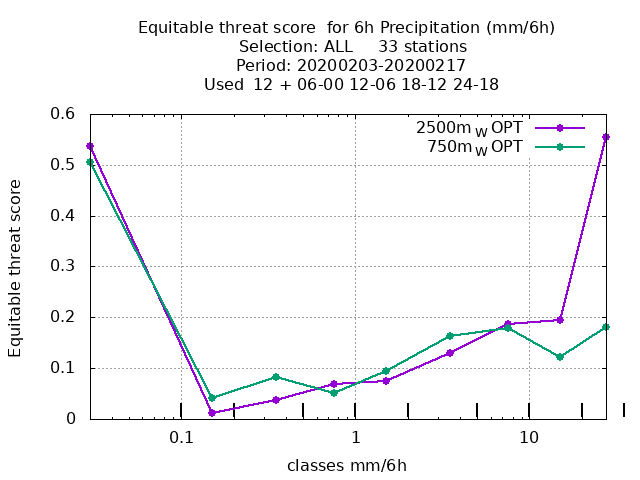 Equitable threat score  for 6h Precipitation (mm/6h)
Selection: ALL     33 stations
Period: 20200203-20200217
Used  12 + 06-00 12-06 18-12 24-18
2500m W OPT
750m W OPT
0.6
0.5
0.4
0.3
0.2
0.1
0
Equitable threat score
0.1 1 10
classes mm/6h